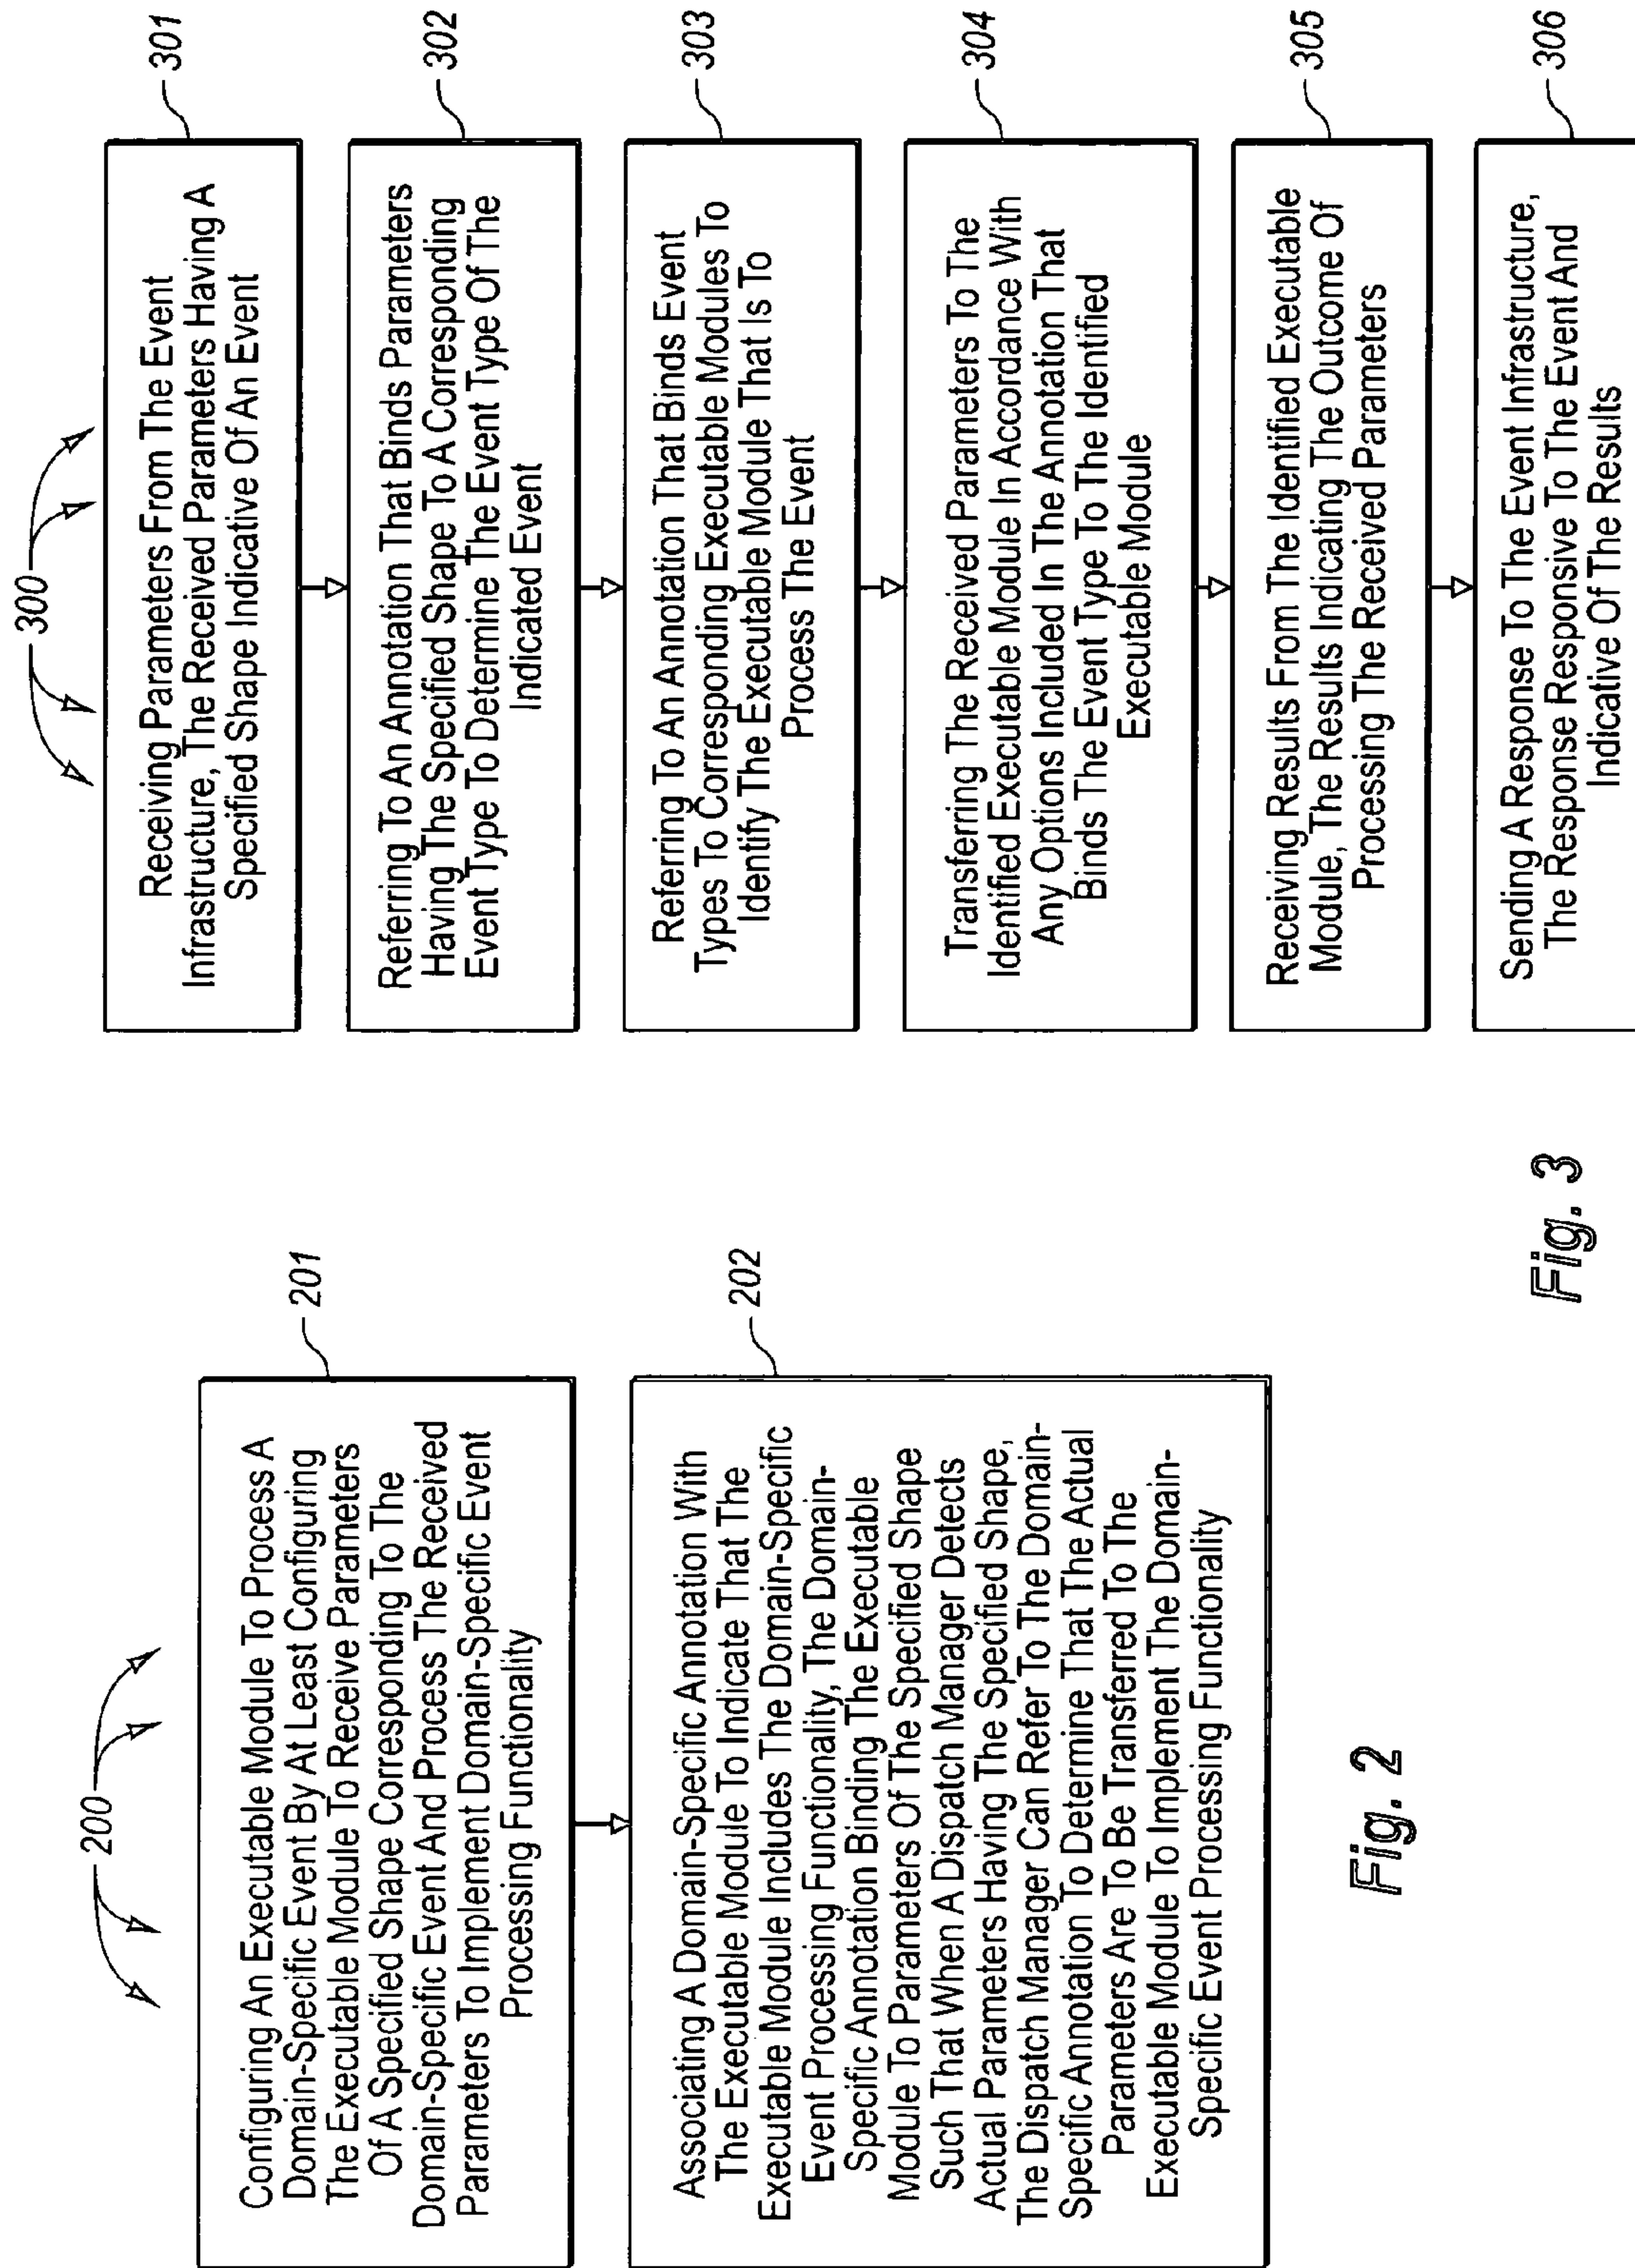 200
Configuring An Executable Module To Process A
Domain-Specific Event By At Least Configuring
The Executable Module To Receive Parameters
Of A Specified Shape Corresponding To The
Domain-Specific Event And Process The Received
Parameters To Implement Domain-Specific Event
Processing Functionality
201
Associating A Domain-Specific Annotation With
The Executable Module To Indicate That The
Executable Module Includes The Domain-Specific
Event Processing Functionality, The Domain-
Specific Annotation Binding The Executable
Module To Parameters Of The Specified Shape
Such That When A Dispatch Manager Detects
Actual Parameters Having The Specified Shape,
The Dispatch Manager Can Refer To The Domain-
Specific Annotation To Determine That The Actual
Parameters Are To Be Transferred To The
Executable Module To Implement The Domain-
Specific Event Processing Functionality
202
Fig. 2
300
Receiving Parameters From The Event
Infrastructure, The Received Parameters Having A
Specified Shape Indicative Of An Event
301
Referring To An Annotation That Binds Parameters
Having The Specified Shape To A Corresponding
Event Type To Determine The Event Type Of The
Indicated Event
302
Referring To An Annotation That Binds Event
Types To Corresponding Executable Modules To
Identify The Executable Module That Is To
Process The Event
303
Transferring The Received Parameters To The
Identified Executable Module In Accordance With
Any Options Included In The Annotation That
Binds The Event Type To The Identified
Executable Module
304
Receiving Results From The Identified Executable
Module, The Results Indicating The Outcome Of
Processing The Received Parameters
305
Sending A Response To The Event Infrastructure,
The Response Responsive To The Event And
Indicative Of The Results
306
Fig. 3